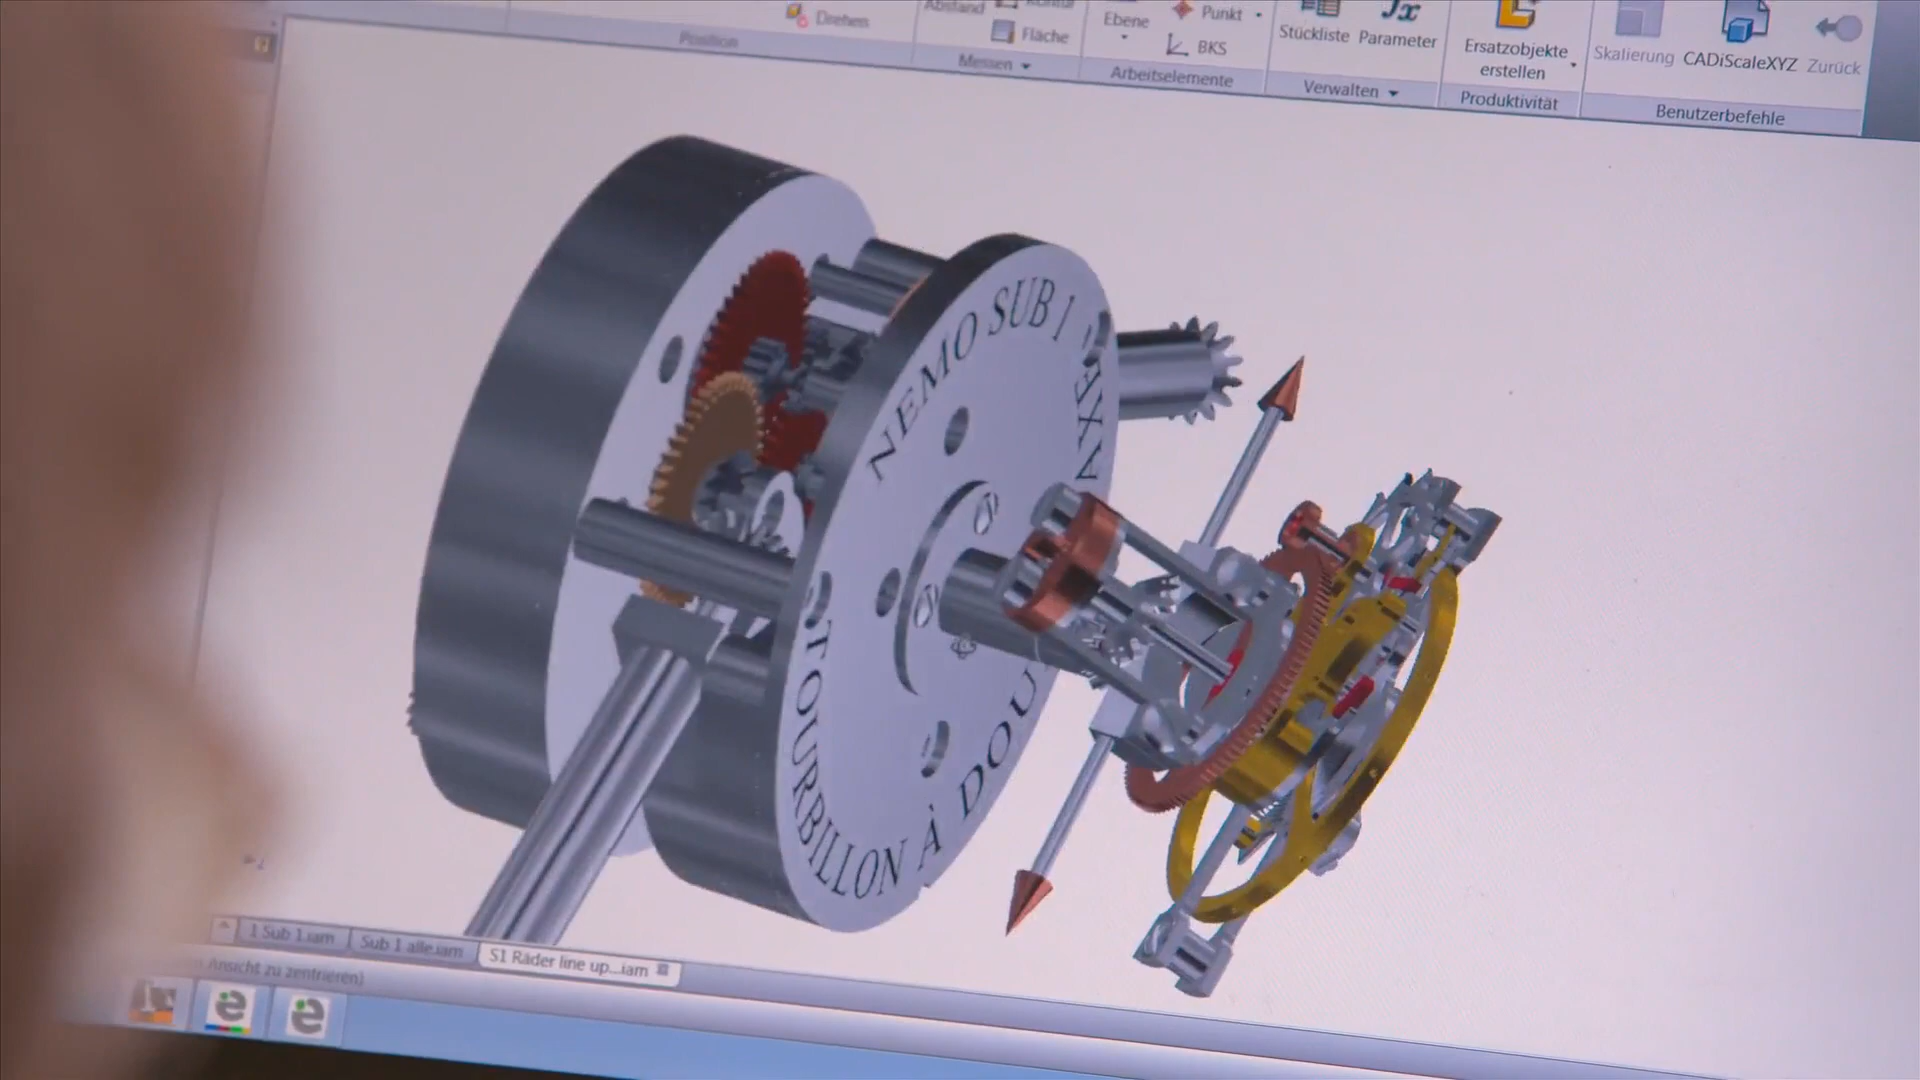 Drehen
Position
Abstand
Fläche
Messen
Ebene
Punkt
BKS
Arbeitselemente
Stückliste
Parameter
Verwalten
Ersatzobjekte
erstellen
Produktivität
Skalierung
CADiScaleXYZ
Zurück
Benutzerbefehle
NEMO SUB 1
TOURBILLON À DOU
AXE
1 Sub 1.iam
Sub 1 alle.iam
S1 Räder line up...iam
Ansicht zu zentrieren)